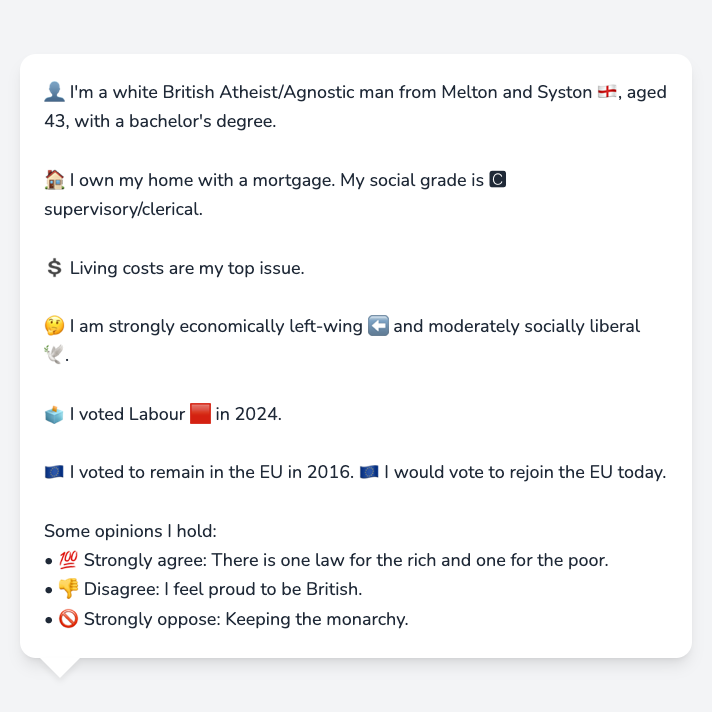 👤 I'm a white British Atheist/Agnostic man from Melton and Syston 🏴󠁧󠁢󠁥󠁮󠁧󠁿, aged
43, with a bachelor's degree.
🏠 I own my home with a mortgage. My social grade is 🅲
supervisory/clerical.
💲 Living costs are my top issue.
🤔 I am strongly economically left-wing ⬅️ and moderately socially liberal
🕊️.
🗳️ I voted Labour 🟥 in 2024.
🇪🇺 I voted to remain in the EU in 2016. 🇪🇺 I would vote to rejoin the EU today.
Some opinions I hold:
• 💯 Strongly agree: There is one law for the rich and one for the poor.
• 👎 Disagree: I feel proud to be British.
• 🚫 Strongly oppose: Keeping the monarchy.